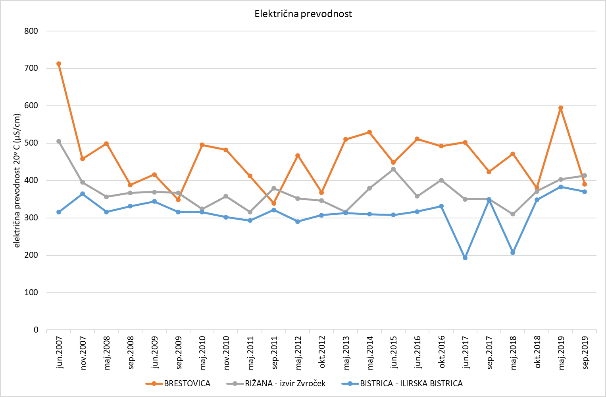 Električna prevodnost
električna prevodnost 20° C (µS/cm)
800
700
600
500
400
300
200
100
0
jun.2007
nov.2007
maj.2008
sep.2008
jun.2009
sep.2009
maj.2010
nov.2010
maj.2011
sep.2011
maj.2012
okt.2012
maj.2013
maj.2014
jun.2015
jun.2016
okt.2016
jun.2017
sep.2017
maj.2018
okt.2018
maj.2019
sep.2019
BRESTOVICA
RIŽANA - izvir Zvroček
BISTRICA - ILIRSKA BISTRICA